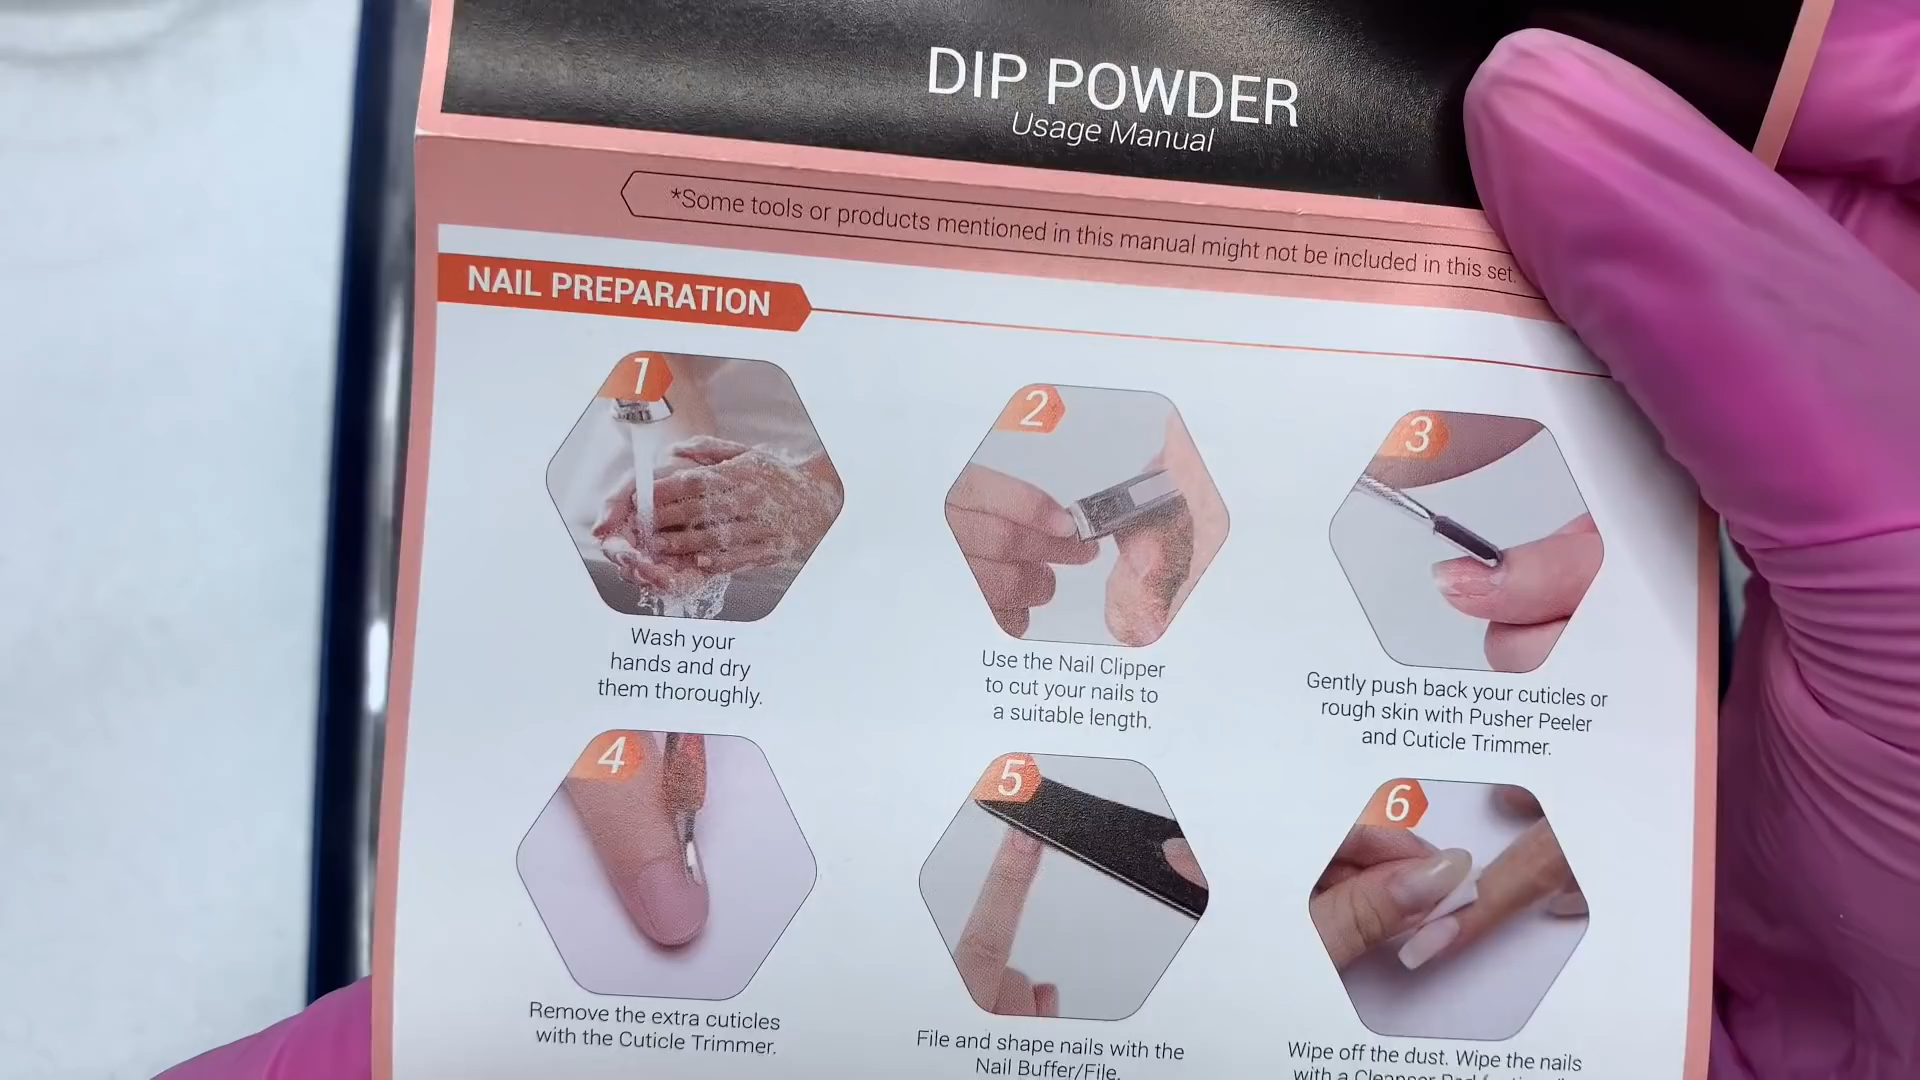 DIP POWDER
Usage Manual
*Some tools or products mentioned in this manual might not be included in this set.
NAIL PREPARATION
1
Wash your
hands and dry
them thoroughly.
2
Use the Nail Clipper
to cut your nails to
a suitable length.
3
Gently push back your cuticles or
rough skin with Pusher Peeler
and Cuticle Trimmer.
4
Remove the extra cuticles
with the Cuticle Trimmer.
5
File and shape nails with the
Nail Buffer/File.
6
Wipe off the dust. Wipe the nails
with a Cleanser Pad